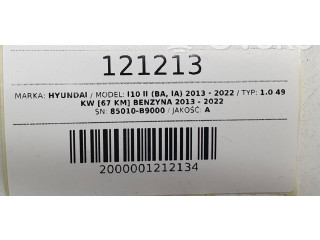 121213
MARKA: HYUNDAI / MODEL: I10 II (BA, IA) 2013 - 2022 / TYP: 1.0 49
KW [67 KM] BENZYNA 2013 - 2022
SN: 85010-B9000 / JAKOŚĆ: A
2000001212134